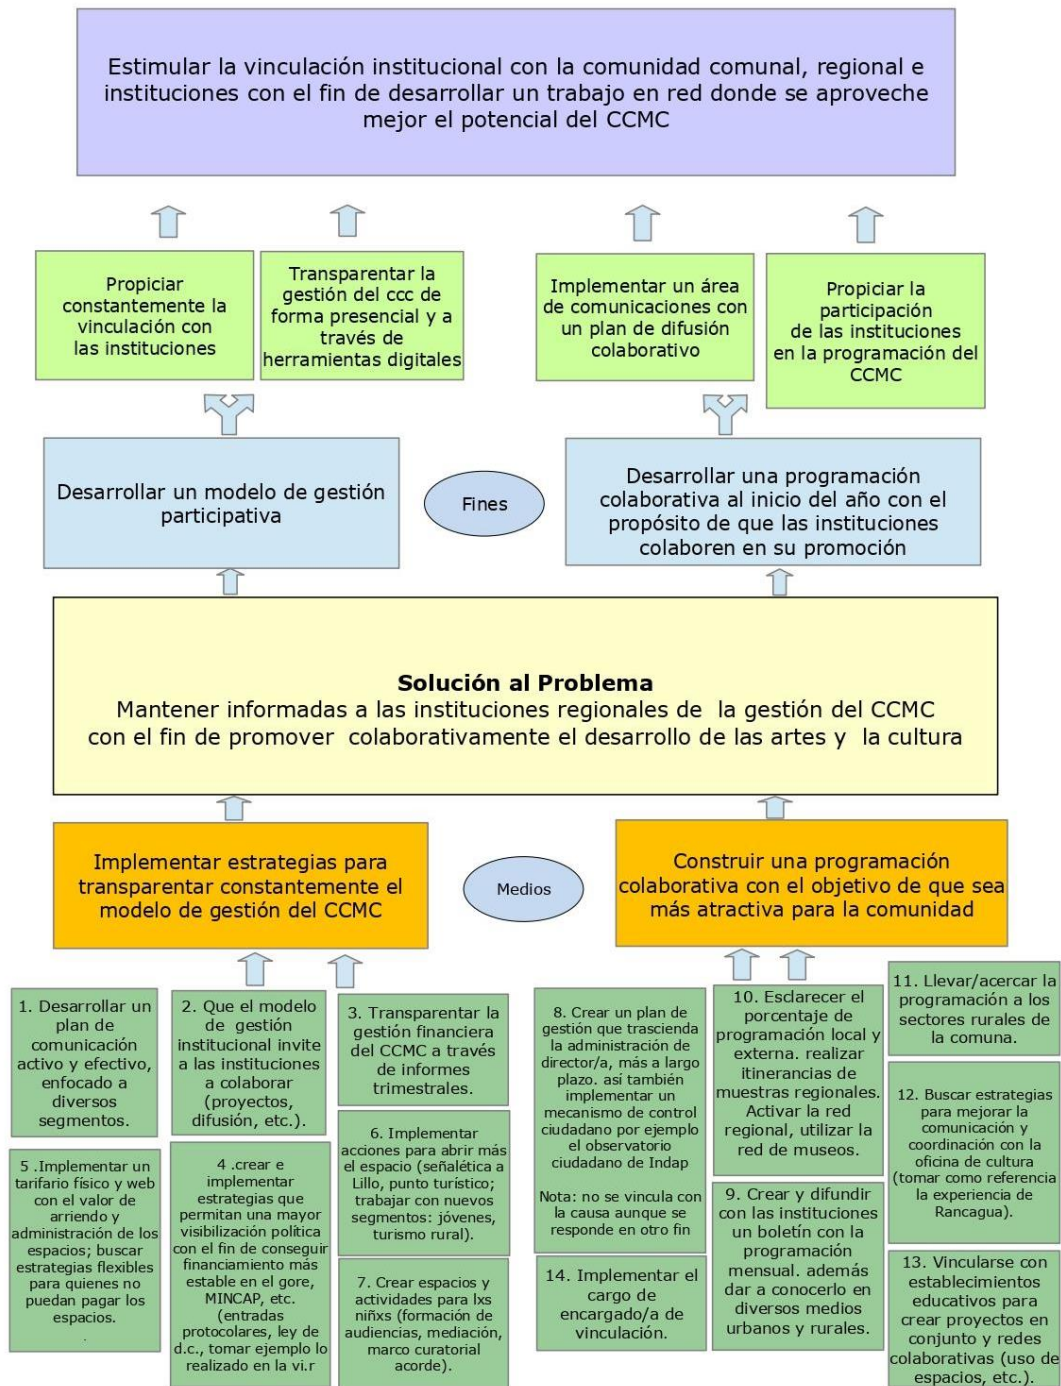 Estimular la vinculación institucional con la comunidad comunal, regional e
instituciones con el fin de desarrollar un trabajo en red donde se aproveche
mejor el potencial del CCMC
Propiciar
constantemente la
vinculación con
las instituciones
Transparentar la
gestión del ccc de
forma presencial y a
través de
herramientas digitales
Implementar un área
de comunicaciones con
un plan de difusión
colaborativo
Propiciar la
participación
de las instituciones
en la programación del
CCMC
Desarrollar un modelo de gestión
participativa
Fines
Desarrollar una programación
colaborativa al inicio del año con el
propósito de que las instituciones
colaboren en su promoción
Solución al Problema
Mantener informadas a las instituciones regionales de la gestión del CCMC
con el fin de promover colaborativamente el desarrollo de las artes y la cultura
Implementar estrategias para
transparentar constantemente el
modelo de gestión del CCMC
Medios
Construir una programación
colaborativa con el objetivo de que sea
más atractiva para la comunidad
1. Desarrollar un
plan de
comunicación
activo y efectivo,
enfocado a
diversos
segmentos.
2. Que el modelo
de gestión
institucional invite
a las instituciones
a colaborar
(proyectos,
difusión, etc.).
3. Transparentar la
gestión financiera
del CCMC a través
de informes
trimestrales.
5 .Implementar un
tarifario físico y web
con el valor de
arriendo y
administración de los
espacios; buscar
estrategias flexibles
para quienes no
puedan pagar los
espacios.
.
4 .crear e
implementar
estrategias que
permitan una mayor
visibilización política
con el fin de conseguir
financiamiento más
estable en el gore,
MINCAP, etc.
(entradas
protocolares, ley de
d.c., tomar ejemplo lo
realizado en la vi.r
6. Implementar
acciones para abrir más
el espacio (señalética a
Lillo, punto turístico;
trabajar con nuevos
segmentos: jóvenes,
turismo rural).
7. Crear espacios y
actividades para lxs
niñxs (formación de
audiencias, mediación,
marco curatorial
acorde).
8. Crear un plan de
gestión que trascienda
la administración de
director/a, más a largo
plazo. así también
implementar un
mecanismo de control
ciudadano por ejemplo
el observatorio
ciudadano de Indap
Nota: no se vincula con
la causa aunque se
responde en otro fin
14. Implementar el
cargo de
encargado/a de
vinculación.
10. Esclarecer el
porcentaje de
programación local y
externa. realizar
itinerancias de
muestras regionales.
Activar la red
regional, utilizar la
red de museos.
9. Crear y difundir
con las instituciones
un boletín con la
programación
mensual. además
dar a conocerlo en
diversos medios
urbanos y rurales.
11. Llevar/acercar la
programación a los
sectores rurales de
la comuna.
12. Buscar estrategias
para mejorar la
comunicación y
coordinación con la
oficina de cultura
(tomar como referencia
la experiencia de
Rancagua).
13. Vincularse con
establecimientos
educativos para
crear proyectos en
conjunto y redes
colaborativas (uso de
espacios, etc.).